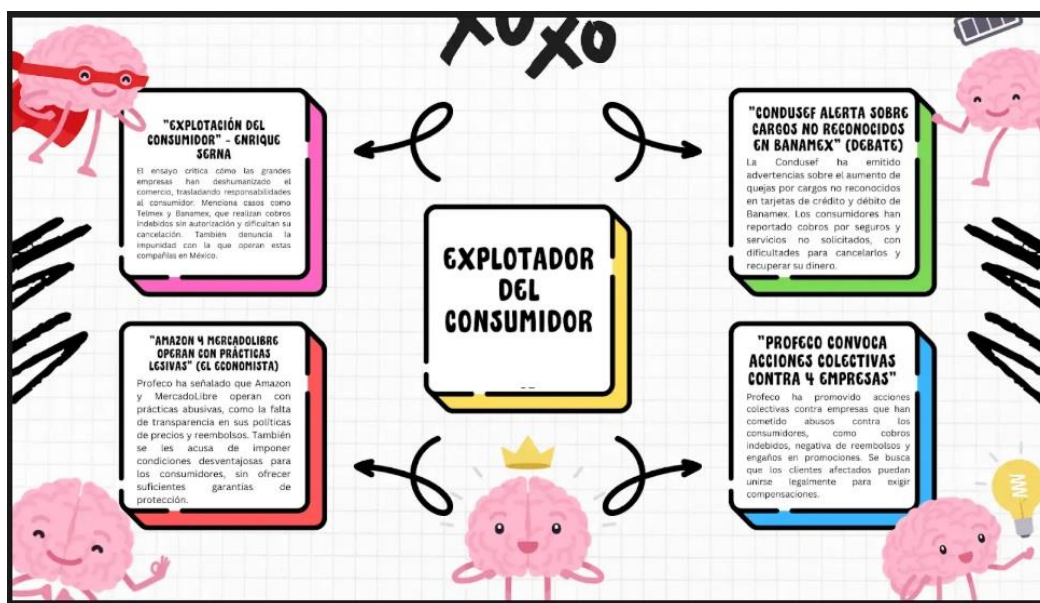 XOXO
"EXPLOTACIÓN DEL
CONSUMIDOR" - ENRIQUE
SERNA
El ensayo critica cómo las grandes
empresas han deshumanizado el
comercio, trasladando responsabilidades
al consumidor. Menciona casos como
Telmex y Banamex, que realizan cobros
indebidos sin autorización y dificultan su
cancelación. También denuncia la
impunidad con la que operan estas
compañías en México.
"CONDUSEF ALERTA SOBRE
CARGOS NO RECONOCIDOS
EN BANAMEX" (DEBATE)
La Condusef ha emitido
advertencias sobre el aumento de
quejas por cargos no reconocidos
en tarjetas de crédito y débito de
Banamex. Los consumidores han
reportado cobros por seguros y
servicios no solicitados, con
dificultades para cancelarlos y
recuperar su dinero.
EXPLOTADOR
DEL
CONSUMIDOR
"AMAZON Y MERCADOLIBRE
OPERAN CON PRÁCTICAS
LESIVAS" (EL ECONOMISTA)
Profeco ha señalado que Amazon
y MercadoLibre operan con
prácticas abusivas, como la falta
de transparencia en sus políticas
de precios y reembolsos. También
se les acusa de imponer
condiciones desventajosas para
los consumidores, sin ofrecer
suficientes garantías de
protección.
"PROFECO CONVOCA
ACCIONES COLECTIVAS
CONTRA 4 EMPRESAS"
Profeco ha promovido acciones
colectivas contra empresas que han
cometido abusos contra los
consumidores, como cobros
indebidos, negativa de reembolsos y
engaños en promociones. Se busca
que los clientes afectados puedan
unirse legalmente para exigir
compensaciones.